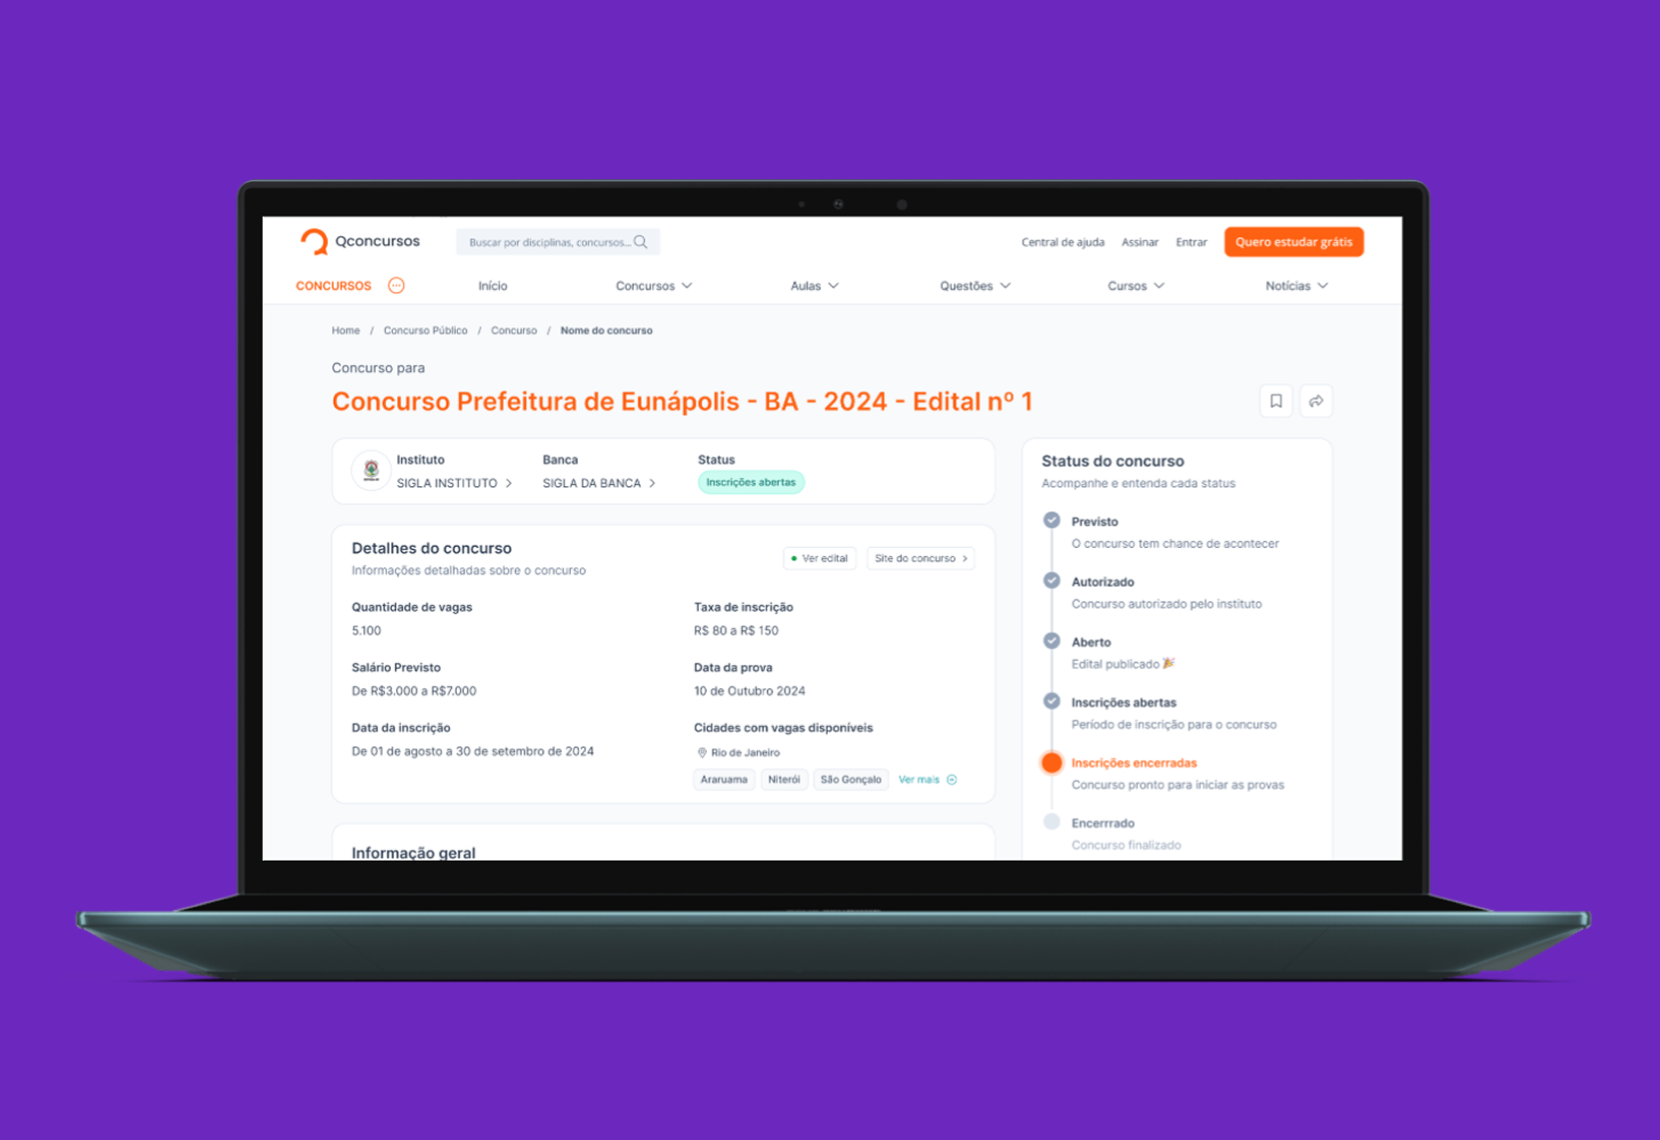 Qconcursos
Buscar por disciplinas, concursos...
Central de ajuda Assinar Entrar Quero estudar grátis
CONCURSOS Início Concursos Aulas Questões Cursos Notícias
Home / Concurso Público / Concurso / Nome do concurso
Concurso para
Concurso Prefeitura de Eunápolis - BA - 2024 - Edital nº 1
Instituto
SIGLA INSTITUTO >
Banca
SIGLA DA BANCA >
Status
Inscrições abertas
Detalhes do concurso
Informações detalhadas sobre o concurso
Ver edital
Site do concurso >
Quantidade de vagas
5.100
Taxa de inscrição
R$ 80 a R$ 150
Salário Previsto
De R$3.000 a R$7.000
Data da prova
10 de Outubro 2024
Data da inscrição
De 01 de agosto a 30 de setembro de 2024
Cidades com vagas disponíveis
Rio de Janeiro
Araruama Niterói São Gonçalo Ver mais
Informação geral
Status do concurso
Acompanhe e entenda cada status
Previsto
O concurso tem chance de acontecer
Autorizado
Concurso autorizado pelo instituto
Aberto
Edital publicado 🎉
Inscrições abertas
Período de inscrição para o concurso
Inscrições encerradas
Concurso pronto para iniciar as provas
Encerrrado
Concurso finalizado